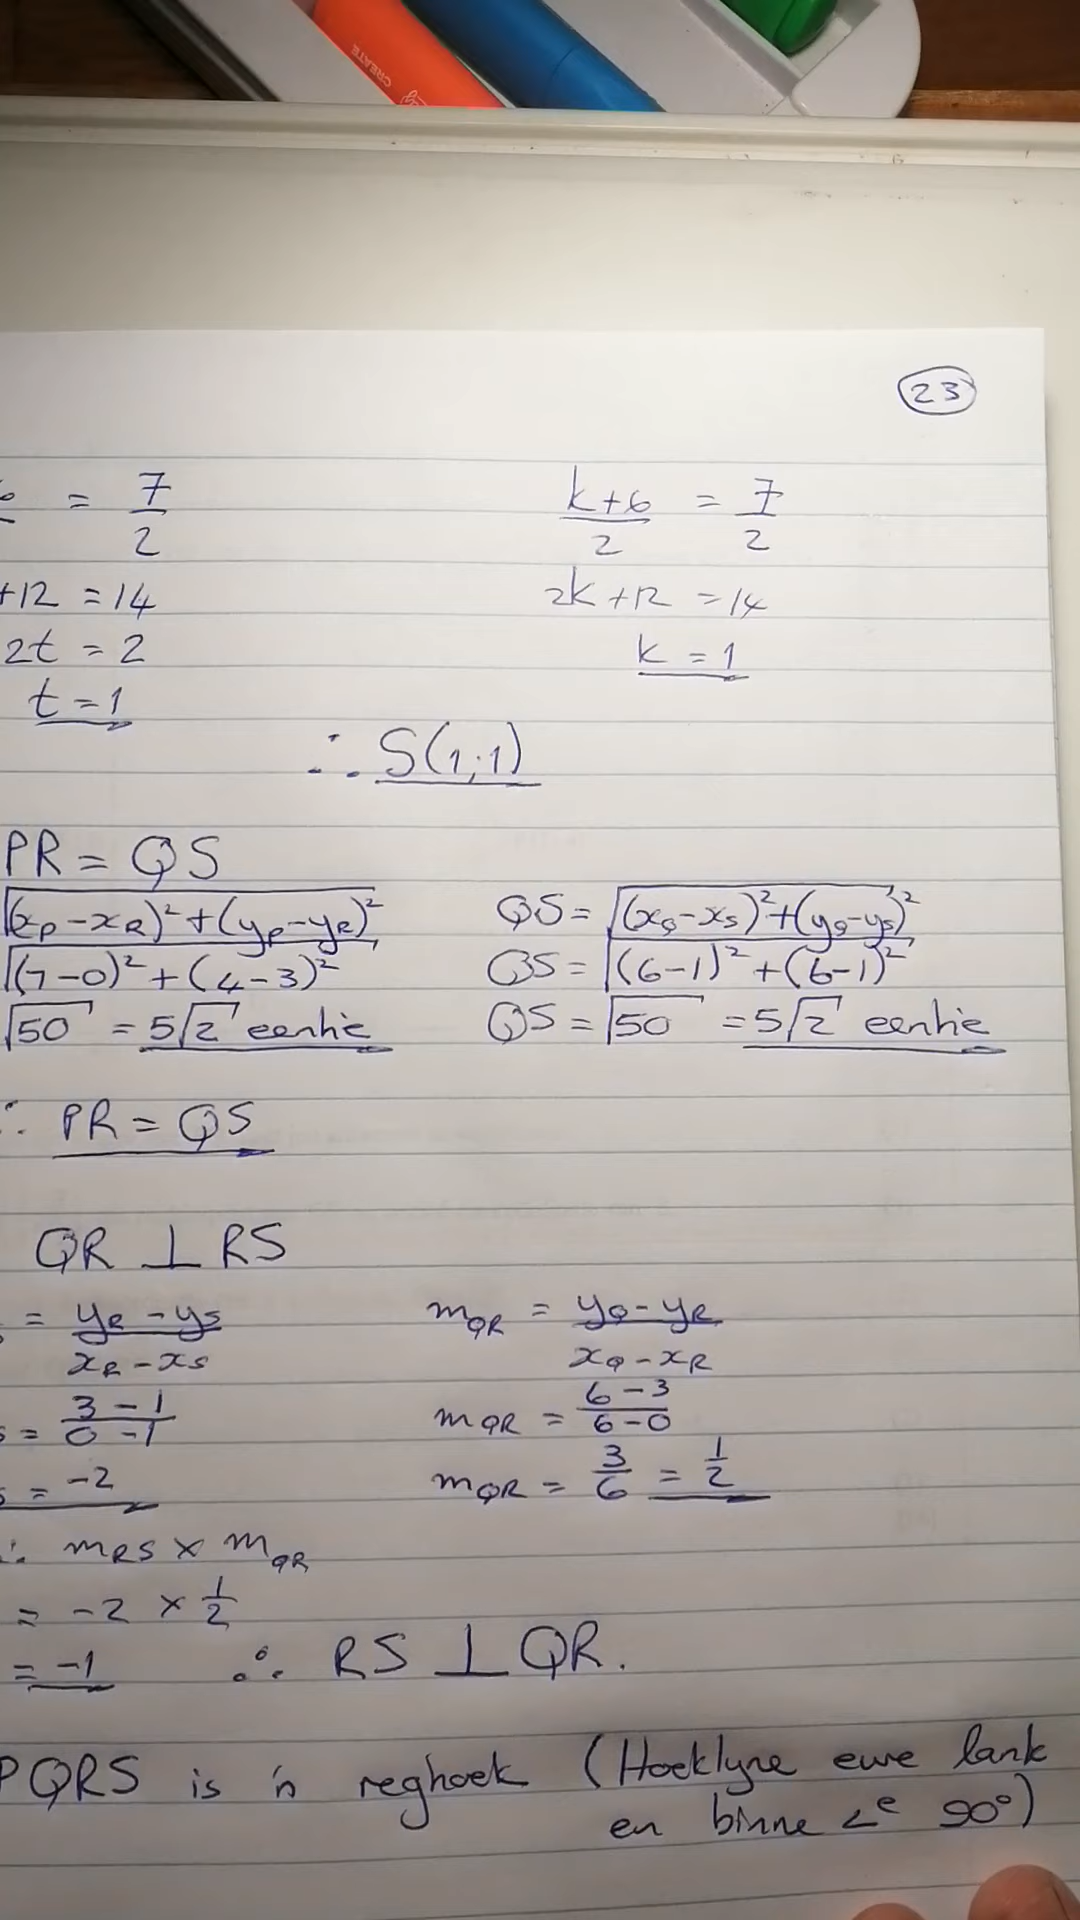 CREATE
23
6 = 7/2
k+6/2 = 7/2
+12 = 14
2k+12 = 14
2t = 2
k = 1
t = 1
∴ S(1;1)
PR = QS
√(xP-xR)²+(yP-yR)²
QS = √(xQ-xS)²+(yQ-yS)²
√(7-0)²+(4-3)²
QS = √(6-1)²+(6-1)²
√50 = 5√2 eenhie
QS = √50 = 5√2 eenhie
∴ PR = QS
QR ⊥ RS
s = yR-yS/xR-xS
mQR = yQ-yR/xQ-xR
s = 3-1/0-1
mQR = 6-3/6-0
s = -2
mQR = 3/6 = 1/2
∴ mRS × mQR
= -2 × 1/2
= -1 ∴ RS ⊥ QR.
PQRS is 'n reghoek (Hoeklyne ewe lank
en binne <e 90°)